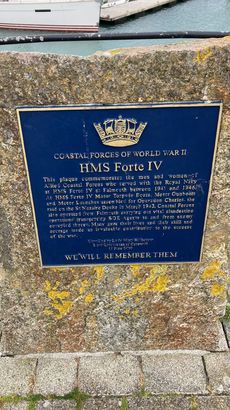 COASTAL FORCES OF WORLD WAR II
HMS Forte IV
This plaque commemorates the men and women of
Allied Coastal Forces who served with the Royal Navy
at HMS Forte IV at Falmouth between 1941 and 1945.
At HMS Forte IV Motor Torpedo Boats, Motor Gunboats
and Motor Launches assembled for Operation Chariot, the
raid on the St Nazaire Docks in March 1942. Coastal Forces
also operated from Falmouth carrying out vital clandestine
operations transporting SOE agents to and from enemy
occupied France. Many gave their lives and their skill and
courage made an invaluable contribution to the outcome
of the war.
WE WILL REMEMBER THEM